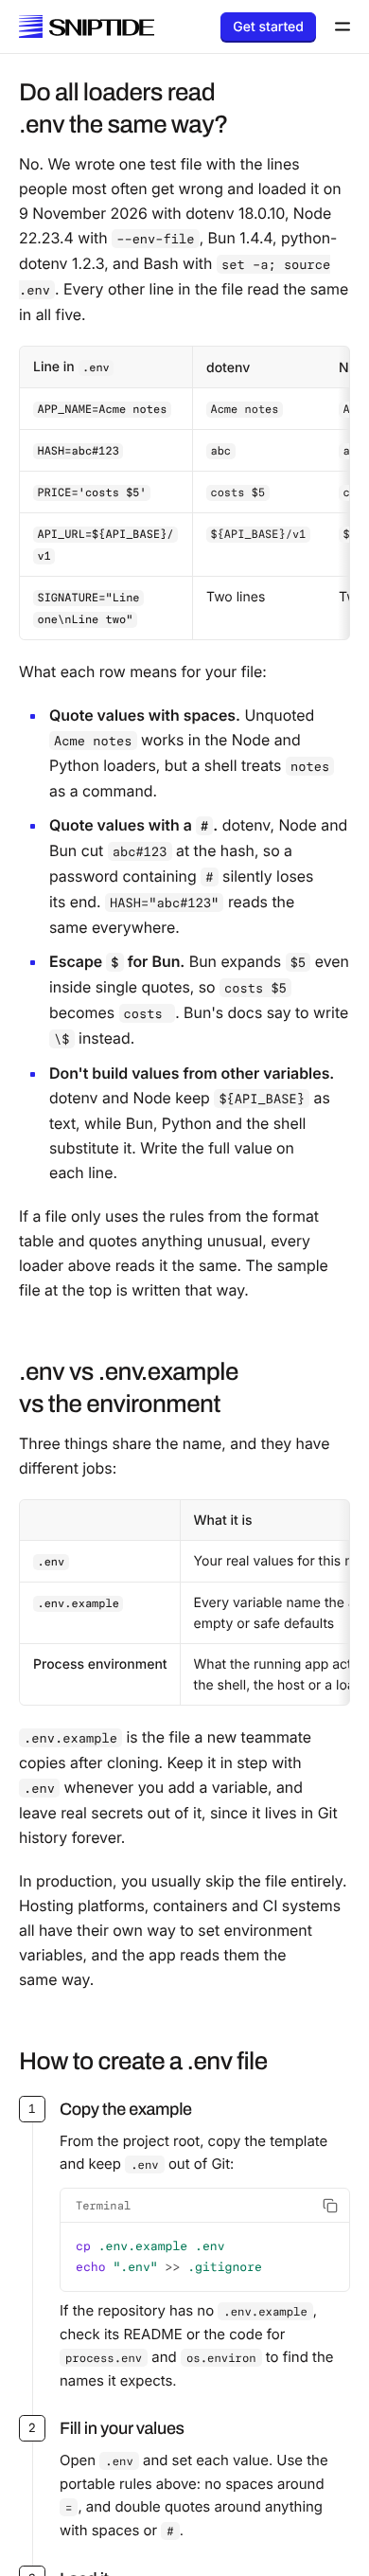 SNIPTIDE
Get started
Do all loaders read
.env the same way?
No. We wrote one test file with the lines
people most often get wrong and loaded it on
9 November 2026 with dotenv 18.0.10, Node
22.23.4 with --env-file, Bun 1.4.4, python-
dotenv 1.2.3, and Bash with set -a; source
.env. Every other line in the file read the same
in all five.
Line in .env dotenv N
APP_NAME=Acme notes Acme notes A
HASH=abc#123 abc a
PRICE='costs $5' costs $5 c
API_URL=${API_BASE}/ ${API_BASE}/v1 $
v1
SIGNATURE="Line Two lines Tw
one\nLine two"
What each row means for your file:
Quote values with spaces. Unquoted
Acme notes works in the Node and
Python loaders, but a shell treats notes
as a command.
Quote values with a #. dotenv, Node and
Bun cut abc#123 at the hash, so a
password containing # silently loses
its end. HASH="abc#123" reads the
same everywhere.
Escape $ for Bun. Bun expands $5 even
inside single quotes, so costs $5
becomes costs . Bun's docs say to write
\$ instead.
Don't build values from other variables.
dotenv and Node keep ${API_BASE} as
text, while Bun, Python and the shell
substitute it. Write the full value on
each line.
If a file only uses the rules from the format
table and quotes anything unusual, every
loader above reads it the same. The sample
file at the top is written that way.
.env vs .env.example
vs the environment
Three things share the name, and they have
different jobs:
What it is
.env Your real values for this
.env.example Every variable name the
empty or safe defaults
Process environment What the running app
the shell, the host or a
.env.example is the file a new teammate
copies after cloning. Keep it in step with
.env whenever you add a variable, and
leave real secrets out of it, since it lives in Git
history forever.
In production, you usually skip the file entirely.
Hosting platforms, containers and CI systems
all have their own way to set environment
variables, and the app reads them the
same way.
How to create a .env file
1 Copy the example
From the project root, copy the template
and keep .env out of Git:
Terminal
cp .env.example .env
echo ".env" >> .gitignore
If the repository has no .env.example,
check its README or the code for
process.env and os.environ to find the
names it expects.
2 Fill in your values
Open .env and set each value. Use the
portable rules above: no spaces around
=, and double quotes around anything
with spaces or #.